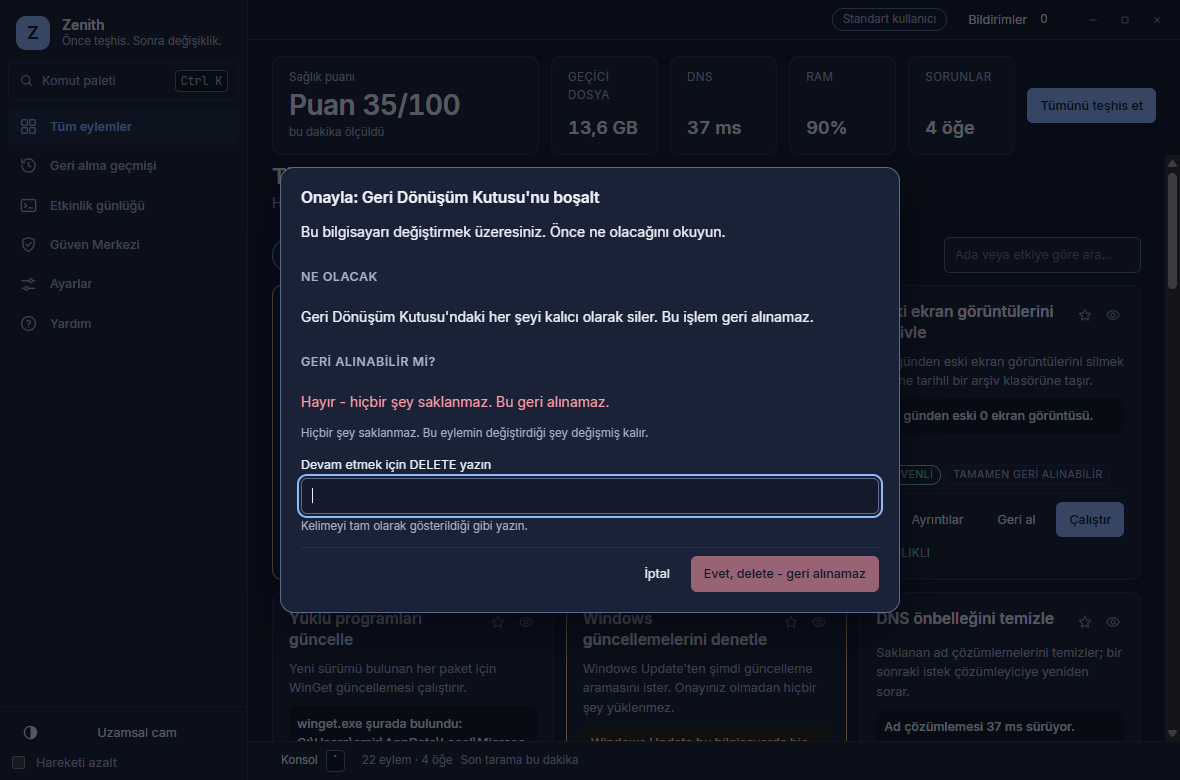 Z
Zenith
Önce teşhis. Sonra değişiklik.
Komut paleti
Ctrl K
Tüm eylemler
Geri alma geçmişi
Etkinlik günlüğü
Güven Merkezi
Ayarlar
Yardım
Uzamsal cam
Hareketi azalt
Standart kullanıcı
Bildirimler 0
Sağlık puanı
Puan 35/100
bu dakika ölçüldü
GEÇİCİ
DOSYA
13,6 GB
DNS
37 ms
RAM
90%
SORUNLAR
4 öğe
Tümünü teşhis et
Ada veya etkiye göre ara...
Onayla: Geri Dönüşüm Kutusu'nu boşalt
Bu bilgisayarı değiştirmek üzeresiniz. Önce ne olacağını okuyun.
NE OLACAK
Geri Dönüşüm Kutusu'ndaki her şeyi kalıcı olarak siler. Bu işlem geri alınamaz.
GERİ ALINABİLİR Mİ?
Hayır - hiçbir şey saklanmaz. Bu geri alınamaz.
Hiçbir şey saklanmaz. Bu eylemin değiştirdiği şey değişmiş kalır.
Devam etmek için DELETE yazın
Kelimeyi tam olarak gösterildiği gibi yazın.
İptal
Evet, delete - geri alınamaz
ekran görüntülerini
eski ekran görüntülerini silmek
tarihli bir arşiv klasörüne taşır.
günden eski 0 ekran görüntüsü.
TAMAMEN GERİ ALINABİLİR
Ayrıntılar
Geri al
Çalıştır
Yüklü programları
güncelle
Yeni sürümü bulunan her paket için
WinGet güncellemesi çalıştırır.
winget.exe şurada bulundu:
Windows
güncellemelerini denetle
Windows Update'ten şimdi güncelleme
aramasını ister. Onayınız olmadan hiçbir
şey yüklenmez.
DNS önbelleğini temizle
Saklanan ad çözümlemelerini temizler; bir
sonraki istek çözümleyiciye yeniden
sorar.
Ad çözümlemesi 37 ms sürüyor.
Konsol
22 eylem · 4 öğe Son tarama bu dakika